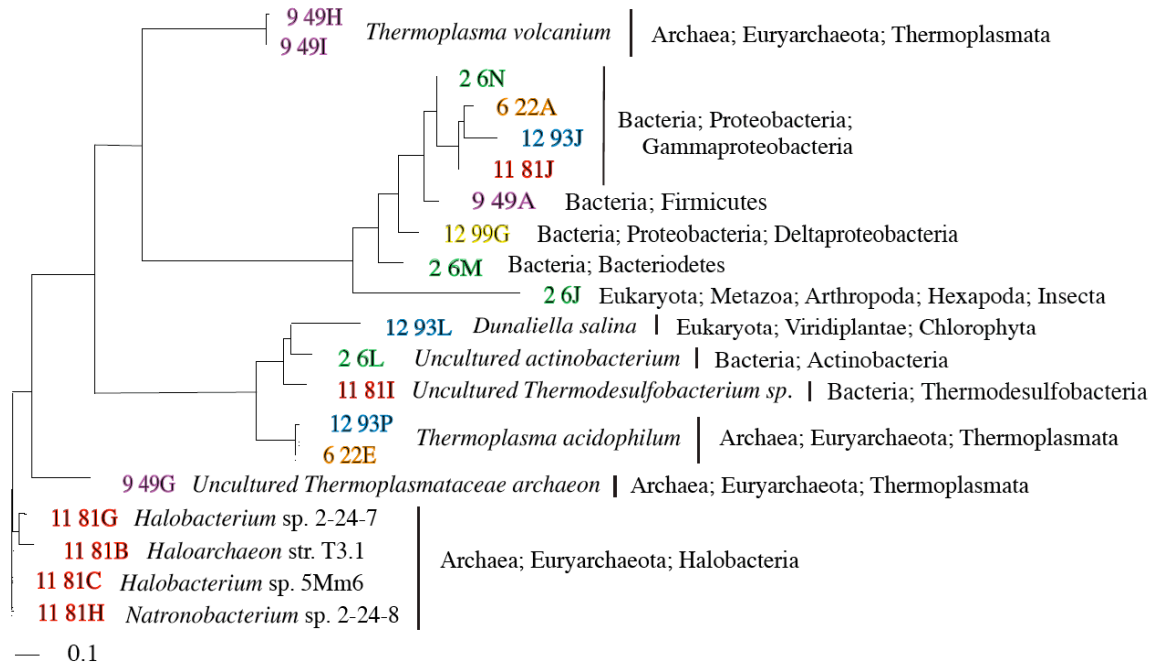 9 49H
9 49I
Thermoplasma volcanium
Archaea; Euryarchaeota; Thermoplasmata
2 6N
6 22A
12 93J
11 81J
Bacteria; Proteobacteria;
Gammaproteobacteria
9 49A Bacteria; Firmicutes
12 99G Bacteria; Proteobacteria; Deltaproteobacteria
2 6M Bacteria; Bacteriodetes
2 6J Eukaryota; Metazoa; Arthropoda; Hexapoda; Insecta
12 93L Dunaliella salina Eukaryota; Viridiplantae; Chlorophyta
2 6L Uncultured actinobacterium Bacteria; Actinobacteria
11 81I Uncultured Thermodesulfobacterium sp. Bacteria; Thermodesulfobacteria
12 93P
6 22E
Thermoplasma acidophilum
Archaea; Euryarchaeota; Thermoplasmata
9 49G Uncultured Thermoplasmataceae archaeon Archaea; Euryarchaeota; Thermoplasmata
11 81G Halobacterium sp. 2-24-7
11 81B Haloarchaeon str. T3.1
11 81C Halobacterium sp. 5Mm6
11 81H Natronobacterium sp. 2-24-8
Archaea; Euryarchaeota; Halobacteria
0.1